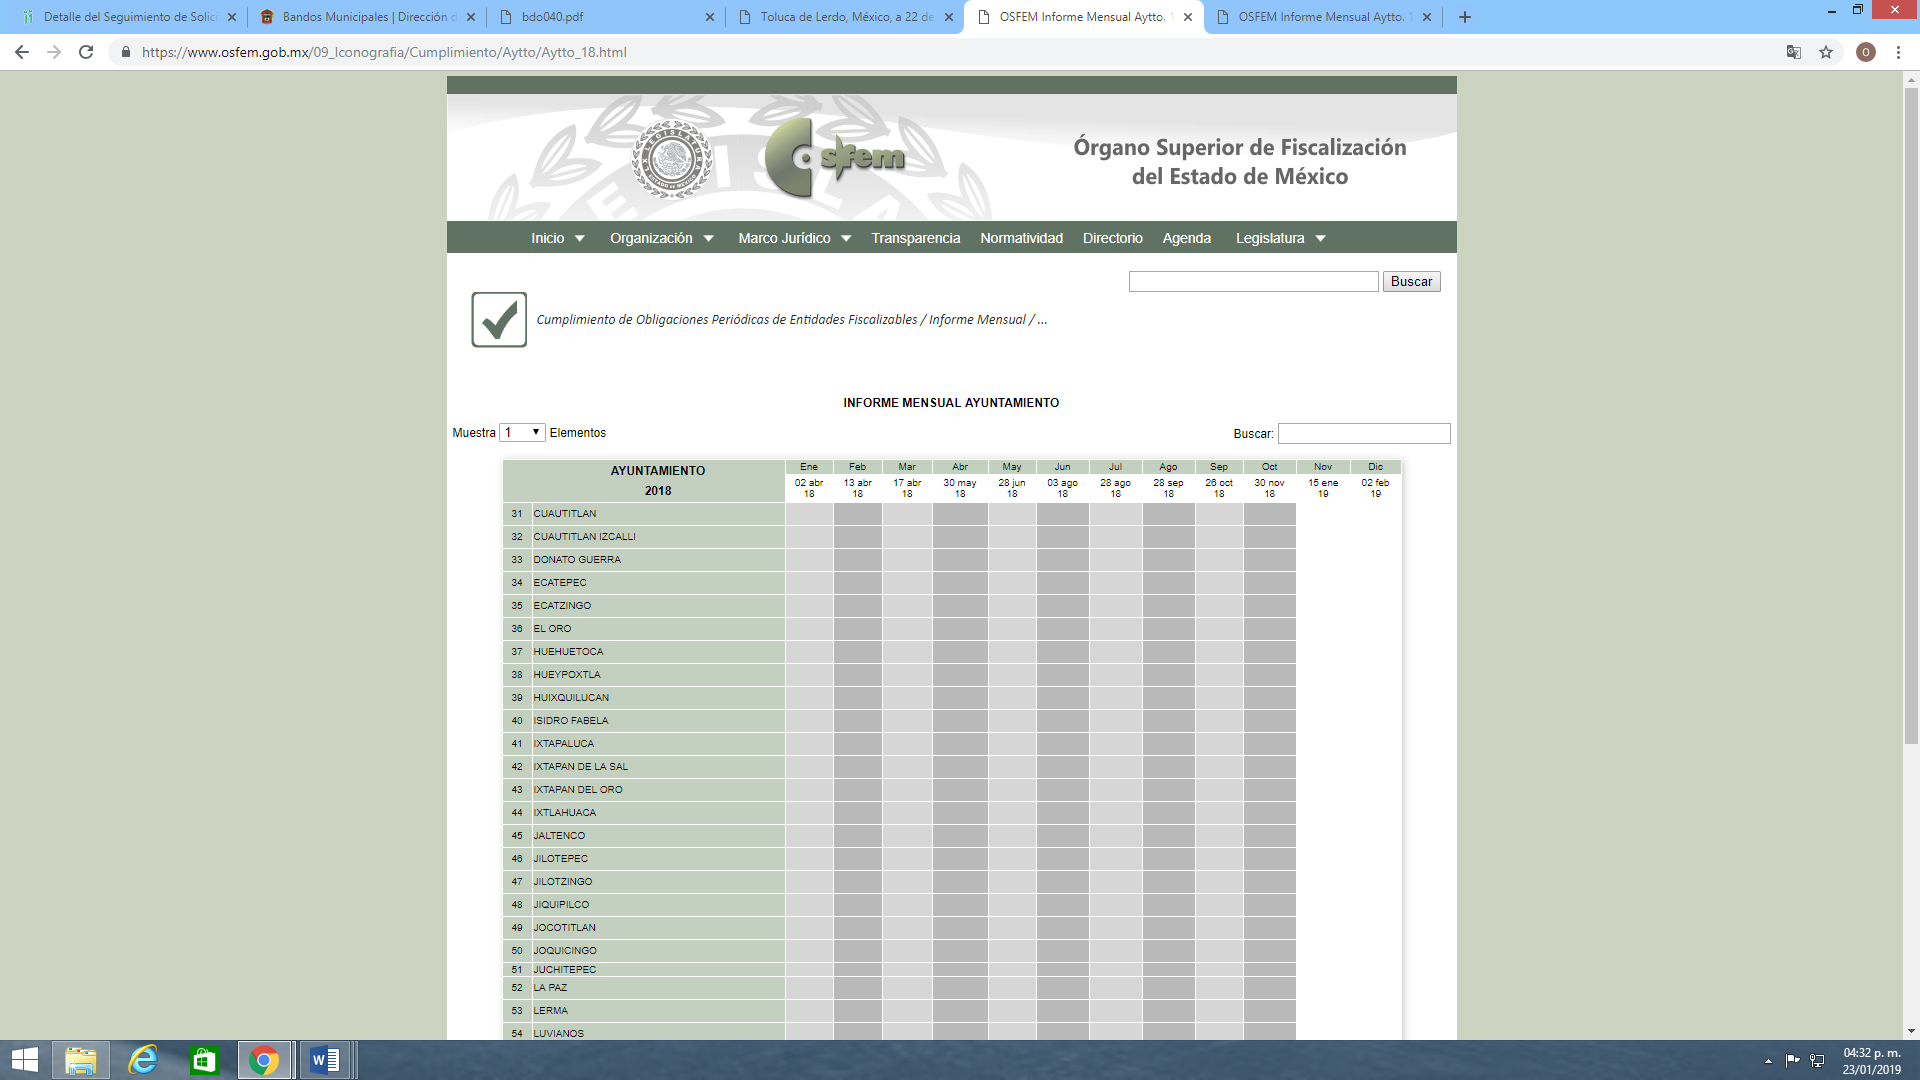 Detalle del Seguimiento de Solici
Bandos Municipales | Dirección d
bdo040.pdf
Toluca de Lerdo, México, a 22 de
OSFEM Informe Mensual Aytto.
OSFEM Informe Mensual Aytto.
https://www.osfem.gob.mx/09_Iconografia/Cumplimiento/Aytto/Aytto_18.html
O
osfem
Órgano Superior de Fiscalización
del Estado de México
Inicio Organización Marco Jurídico Transparencia Normatividad Directorio Agenda Legislatura
Buscar
Cumplimiento de Obligaciones Periódicas de Entidades Fiscalizables / Informe Mensual / ...
INFORME MENSUAL AYUNTAMIENTO
Muestra 1 Elementos
Buscar:
AYUNTAMIENTO
2018
Ene Feb Mar Abr May Jun Jul Ago Sep Oct Nov Dic
02 abr 13 abr 17 abr 30 may 28 jun 03 ago 28 ago 28 sep 26 oct 30 nov 15 ene 02 feb
18 18 18 18 18 18 18 18 18 18 19 19
31 CUAUTITLAN
32 CUAUTITLAN IZCALLI
33 DONATO GUERRA
34 ECATEPEC
35 ECATZINGO
36 EL ORO
37 HUEHUETOCA
38 HUEYPOXTLA
39 HUIXQUILUCAN
40 ISIDRO FABELA
41 IXTAPALUCA
42 IXTAPAN DE LA SAL
43 IXTAPAN DEL ORO
44 IXTLAHUACA
45 JALTENCO
46 JILOTEPEC
47 JILOTZINGO
48 JIQUIPILCO
49 JOCOTITLAN
50 JOQUICINGO
51 JUCHITEPEC
52 LA PAZ
53 LERMA
54 LUVIANOS
04:32 p. m.
23/01/2019